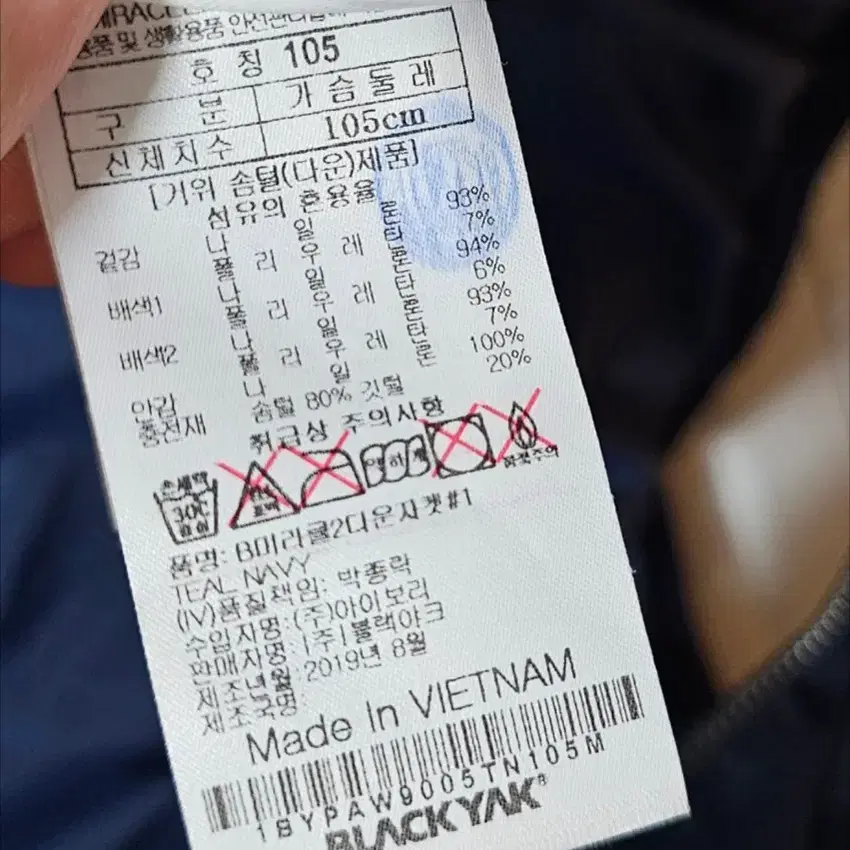 용품 및 생활용품 안전관리법에
호 칭 105
구 분 가 슴 둘 레
신체치수 105cm
[거위 솜털(다운)제품]
섬유의 혼용율
겉감 나 일 론 93%
폴 리 우 레 탄 7%
배색1 나 일 론 94%
폴 리 우 레 탄 6%
배색2 나 일 론 93%
폴 리 우 레 탄 7%
안감 나 일 론 100%
충전재 솜털 80% 깃털 20%
취급상 주의사항
손세탁
30℃
중성
약하게
불꽃주의
품명: B미라클2다운자켓#1
TEAL NAVY
(IV)품질책임: 박종락
수입자명:(주)아이보리
판매자명:(주)블랙야크
제조년월:2019년 8월
제조국명
Made In VIETNAM
1BYPAW9005TN105M
BLACKYAK®